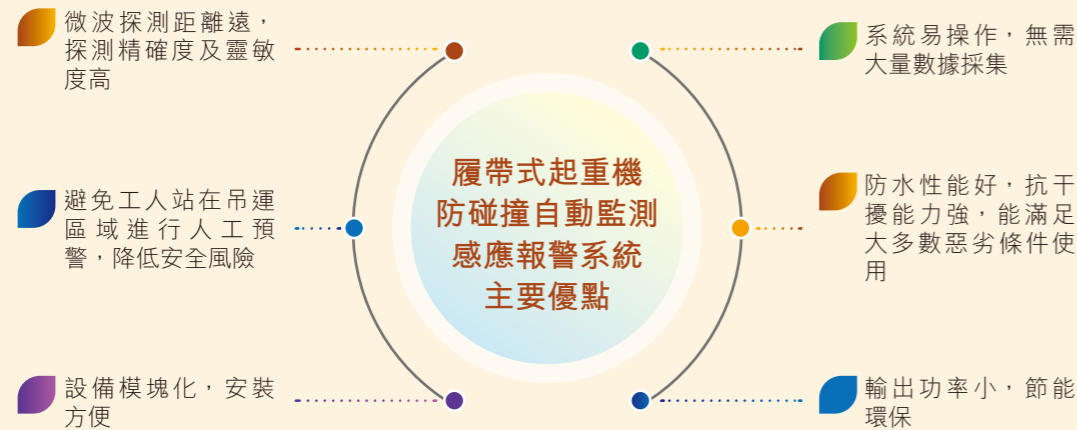 微波探測距離遠，
探測精確度及靈敏
度高
避免工人站在吊運
區域進行人工預
警，降低安全風險
設備模塊化，安裝
方便
履帶式起重機
防碰撞自動監測
感應報警系統
主要優點
系統易操作，無需
大量數據採集
防水性能好，抗干
擾能力強，能滿足
大多數惡劣條件使
用
輸出功率小，節能
環保